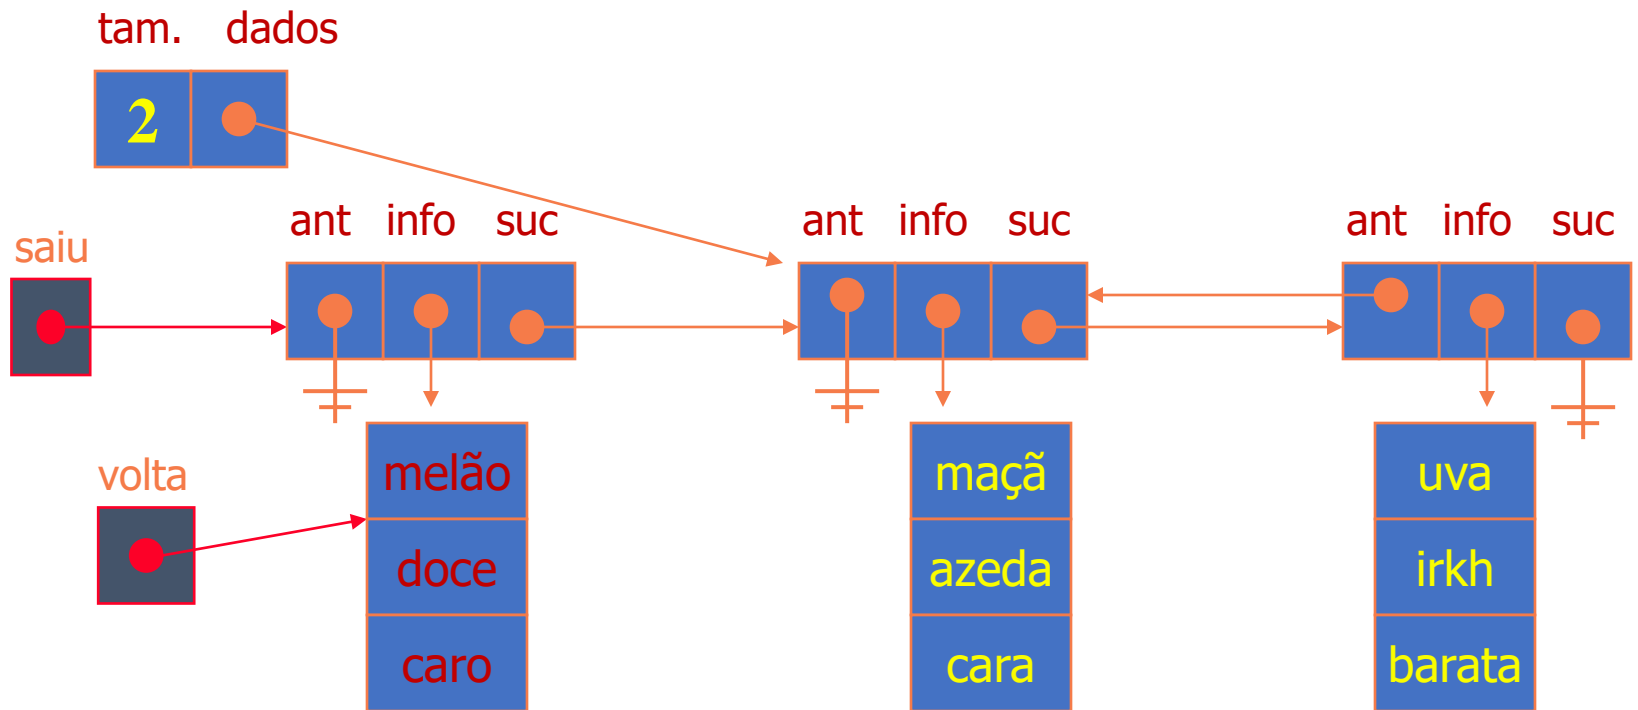 tam. dados
2
ant info suc ant info suc ant info suc
saiu
volta
melão maçã uva
doce azeda irkh
caro cara barata